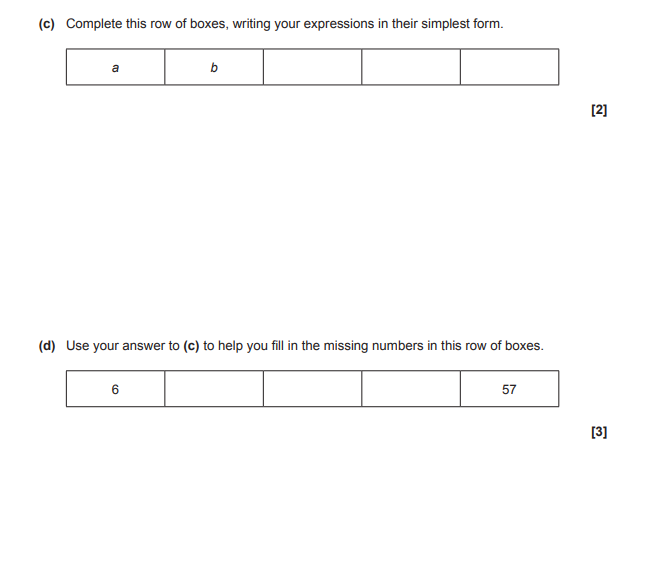 (c) Complete this row of boxes, writing your expressions in their simplest form.
a b
[2]
(d) Use your answer to (c) to help you fill in the missing numbers in this row of boxes.
6 57
[3]